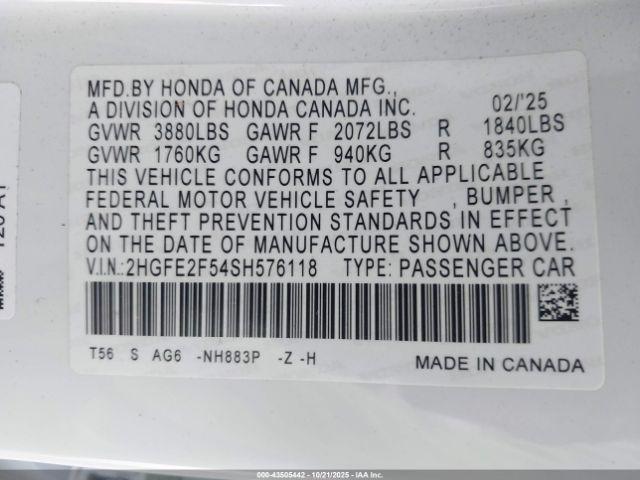 MFD.BY HONDA OF CANADA MFG.,
A DIVISION OF HONDA CANADA INC. 02/'25
GVWR 3880LBS GAWR F 2072LBS R 1840LBS
GVWR 1760KG GAWR F 940KG R 835KG
THIS VEHICLE CONFORMS TO ALL APPLICABLE
FEDERAL MOTOR VEHICLE SAFETY , BUMPER ,
AND THEFT PREVENTION STANDARDS IN EFFECT
ON THE DATE OF MANUFACTURE SHOWN ABOVE.
V.I.N.:2HGFE2F54SH576118 TYPE: PASSENGER CAR
T56 S AG6 -NH883P -Z -H
MADE IN CANADA
000-43505442 - 10/21/2025 - IAAI.com